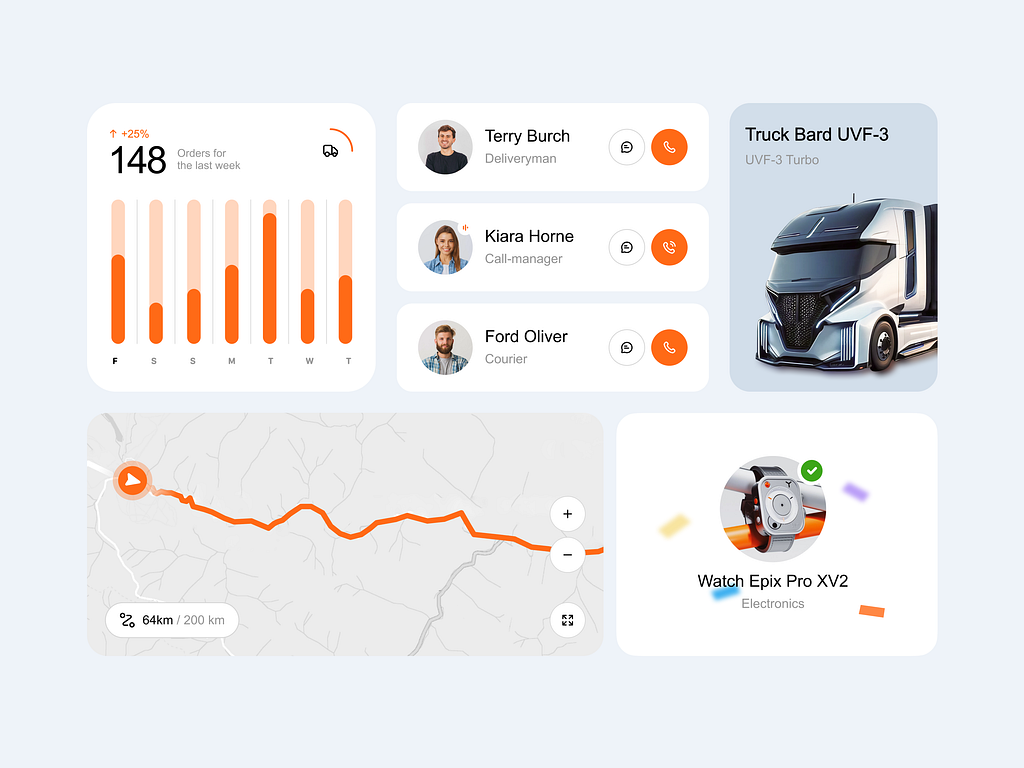 ↑ +25%
148
Orders for
the last week
F S S M T W T
Terry Burch
Deliveryman
Kiara Horne
Call-manager
Ford Oliver
Courier
Truck Bard UVF-3
UVF-3 Turbo
+
−
64km / 200 km
Watch Epix Pro XV2
Electronics